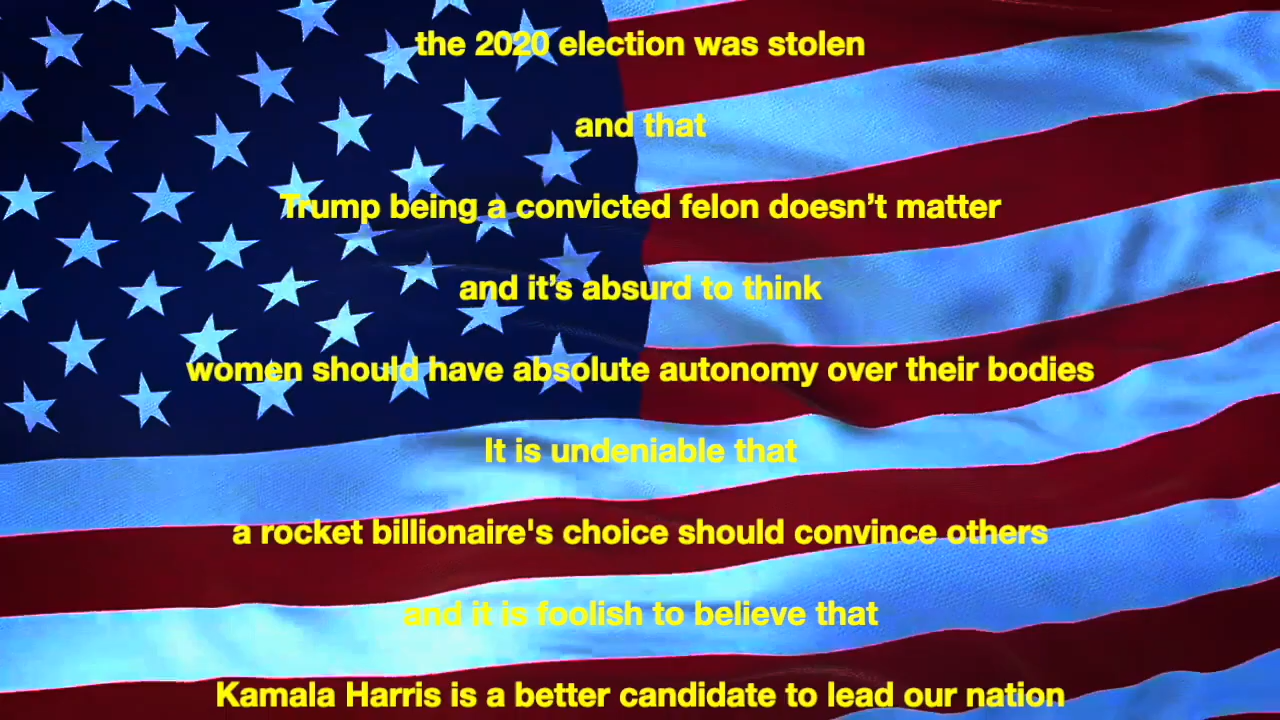 the 2020 election was stolen
and that
Trump being a convicted felon doesn’t matter
and it’s absurd to think
women should have absolute autonomy over their bodies
It is undeniable that
a rocket billionaire's choice should convince others
and it is foolish to believe that
Kamala Harris is a better candidate to lead our nation